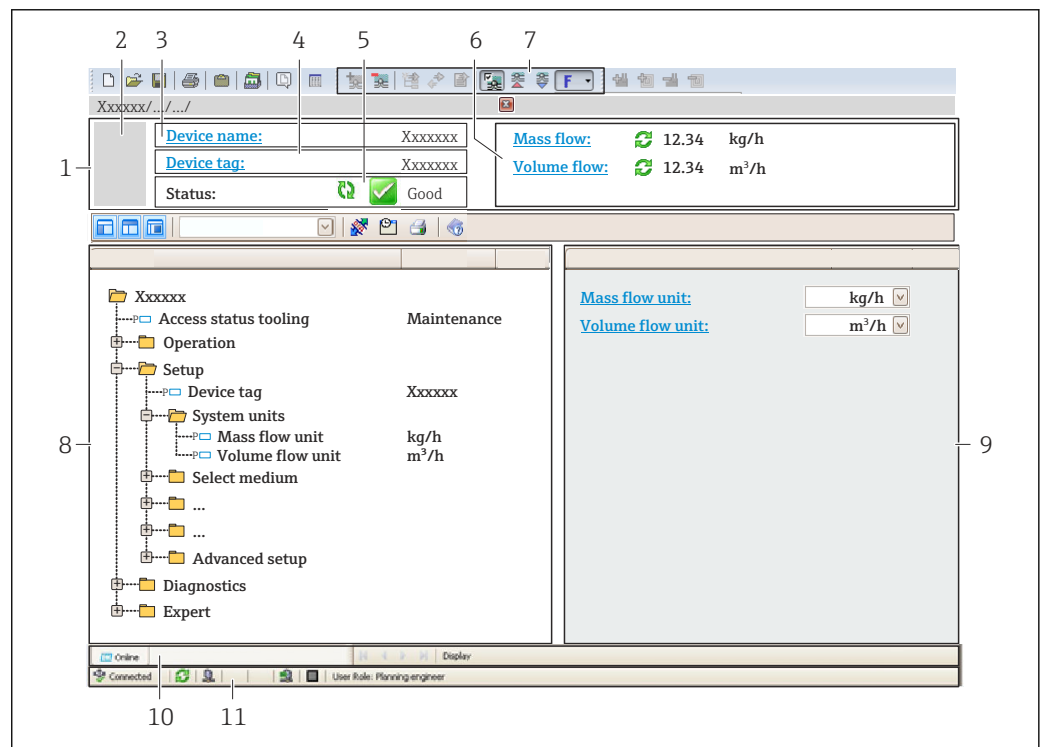 2 3 4 5 6 7
F
Xxxxxx/.../.../
1
Device name: Xxxxxxx
Device tag: Xxxxxxx
Status: Good
Mass flow: 12.34 kg/h
Volume flow: 12.34 m³/h
Xxxxxx
P Access status tooling Maintenance
Operation
Setup
P Device tag Xxxxxx
System units
P Mass flow unit kg/h
P Volume flow unit m³/h
Select medium
...
...
Advanced setup
Diagnostics
Expert
8
Mass flow unit: kg/h
Volume flow unit: m³/h
9
Online Display
Connected User Role: Planning engineer
10 11